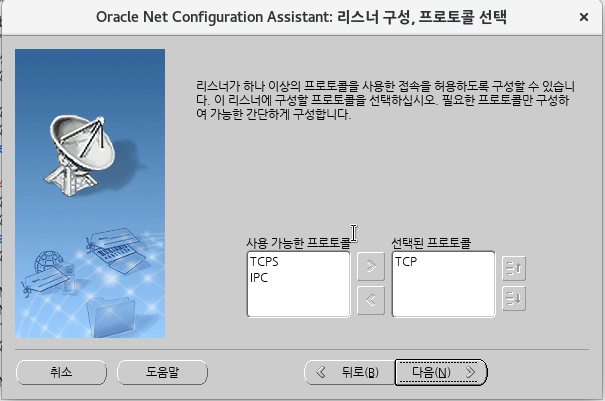 Oracle Net Configuration Assistant: 리스너 구성, 프로토콜 선택
리스너가 하나 이상의 프로토콜을 사용한 접속을 허용하도록 구성할 수 있습니
다. 이 리스너에 구성할 프로토콜을 선택하십시오. 필요한 프로토콜만 구성하
여 가능한 간단하게 구성합니다.
사용 가능한 프로토콜 선택된 프로토콜
TCPS TCP
IPC
취소 도움말 뒤로(B) 다음(N)